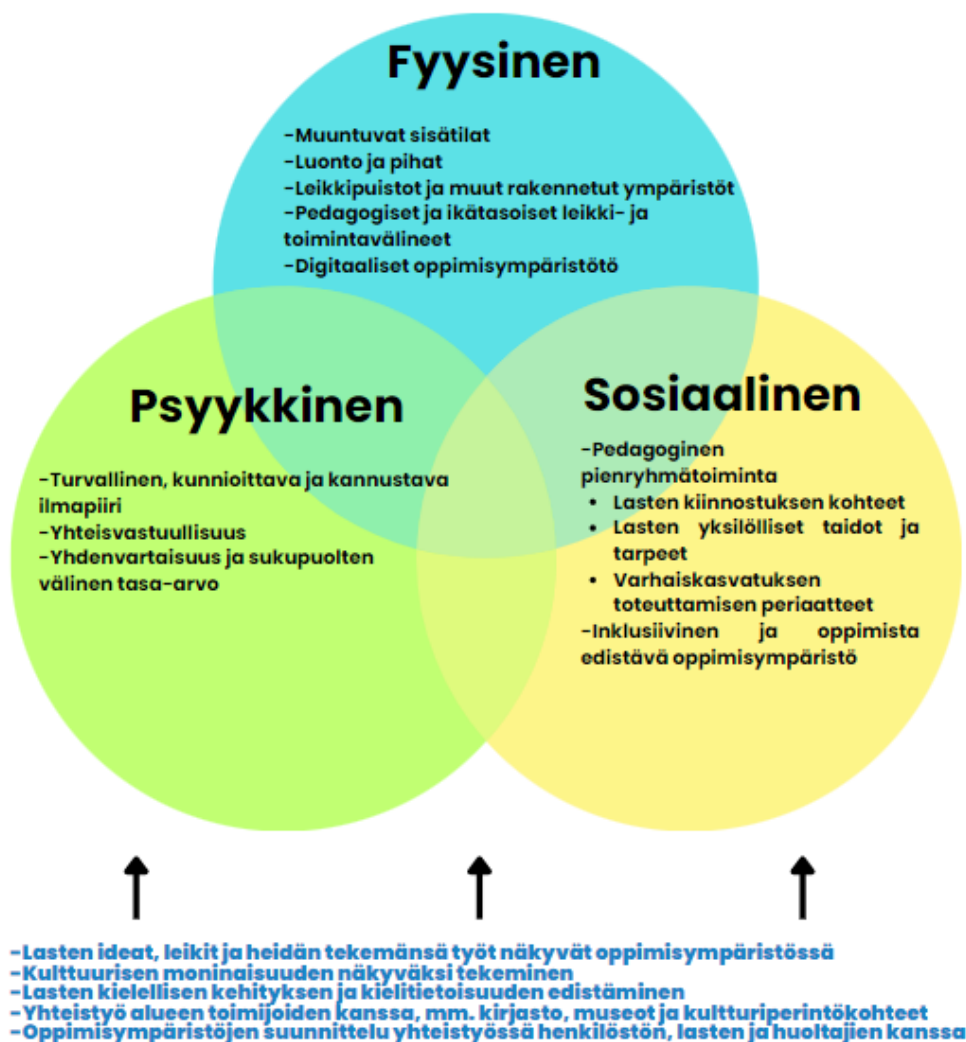 Fyysinen
-Muuntuvat sisätilat
-Luonto ja pihat
-Leikkipuistot ja muut rakennetut ympäristöt
-Pedagogiset ja ikätasoiset leikki- ja
toimintavälineet
-Digitaaliset oppimisympäristötö
Psyykkinen
-Turvallinen, kunnioittava ja kannustava
ilmapiiri
-Yhteisvastuullisuus
-Yhdenvartaisuus ja sukupuolten
välinen tasa-arvo
Sosiaalinen
-Pedagoginen
pienryhmätoiminta
• Lasten kiinnostuksen kohteet
• Lasten yksilölliset taidot ja
tarpeet
• Varhaiskasvatuksen
toteuttamisen periaatteet
-Inklusiivinen ja oppimista
edistävä oppimisympäristö
-Lasten ideat, leikit ja heidän tekemänsä työt näkyvät oppimisympäristössä
-Kulttuurisen moninaisuuden näkyväksi tekeminen
-Lasten kielellisen kehityksen ja kielitietoisuuden edistäminen
-Yhteistyö alueen toimijoiden kanssa, mm. kirjasto, museot ja kultturiperintökohteet
-Oppimisympäristöjen suunnittelu yhteistyössä henkilöstön, lasten ja huoltajien kanssa